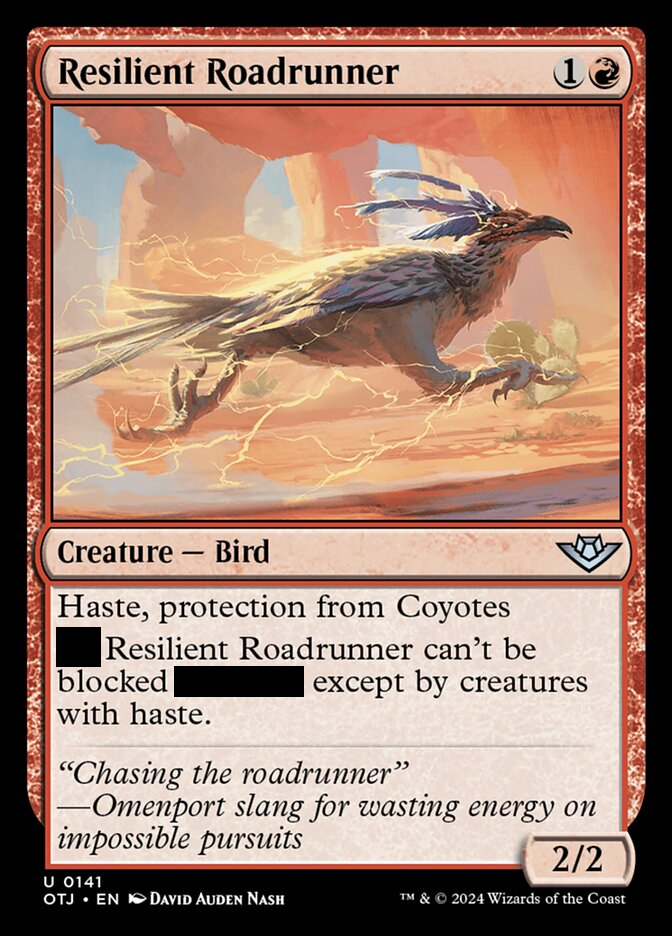 Resilient Roadrunner 1
Creature — Bird
Haste, protection from Coyotes
Resilient Roadrunner can't be
blocked except by creatures
with haste.
“Chasing the roadrunner”
—Omenport slang for wasting energy on
impossible pursuits
2/2
U 0141
OTJ • EN David Auden Nash
™ & © 2024 Wizards of the Coast